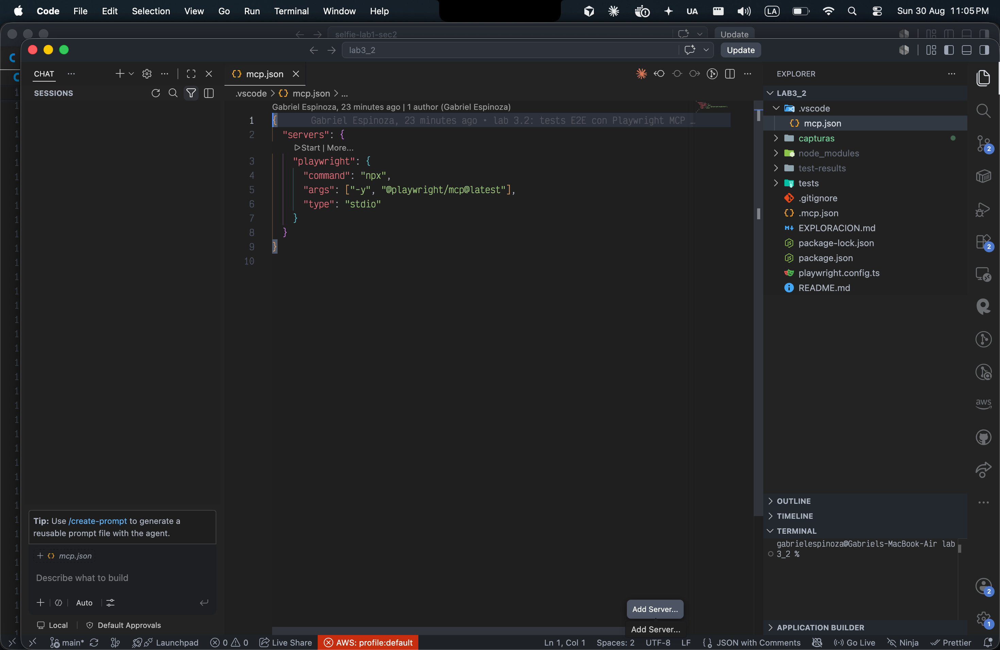 Code File Edit Selection View Go Run Terminal Window Help UA LA Sun 30 Aug 11:05 PM
selfie-lab1-sec2 Update
lab3_2 Update
CHAT
SESSIONS
mcp.json
.vscode > {} mcp.json > ...
Gabriel Espinoza, 23 minutes ago | 1 author (Gabriel Espinoza)
1 { Gabriel Espinoza, 23 minutes ago • lab 3.2: tests E2E con Playwright MCP …
2 "servers": {
Start | More...
3 "playwright": {
4 "command": "npx",
5 "args": ["-y", "@playwright/mcp@latest"],
6 "type": "stdio"
7 }
8 }
9 }
10
Tip: Use /create-prompt to generate a
reusable prompt file with the agent.
+ {} mcp.json
Describe what to build
Auto
Local Default Approvals
Add Server...
Add Server...
EXPLORER
LAB3_2
.vscode
{} mcp.json
capturas
node_modules
test-results
tests
.gitignore
{} .mcp.json
EXPLORACION.md
package-lock.json
package.json
playwright.config.ts
README.md
OUTLINE
TIMELINE
TERMINAL
gabrielespinoza@Gabriels-MacBook-Air lab
3_2 %
APPLICATION BUILDER
2
2
aws
2
1
main* Launchpad 0 0 Live Share AWS: profile:default Ln 1, Col 1 Spaces: 2 UTF-8 LF {} JSON with Comments Go Live Ninja Prettier